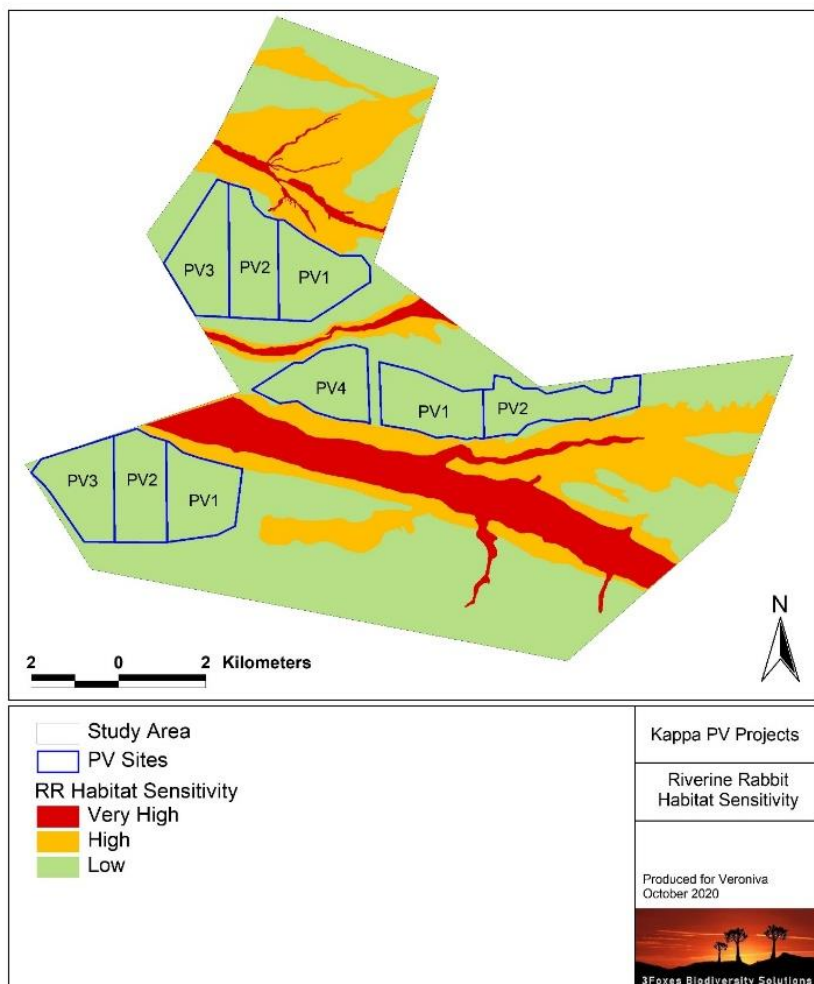 PV3
PV2
PV1
PV4
PV1
PV2
PV3
PV2
PV1
N
2 0 2 Kilometers
Study Area
PV Sites
RR Habitat Sensitivity
Very High
High
Low
Kappa PV Projects
Riverine Rabbit
Habitat Sensitivity
Produced for Veroniva
October 2020
3Foxes Biodiversity Solutions